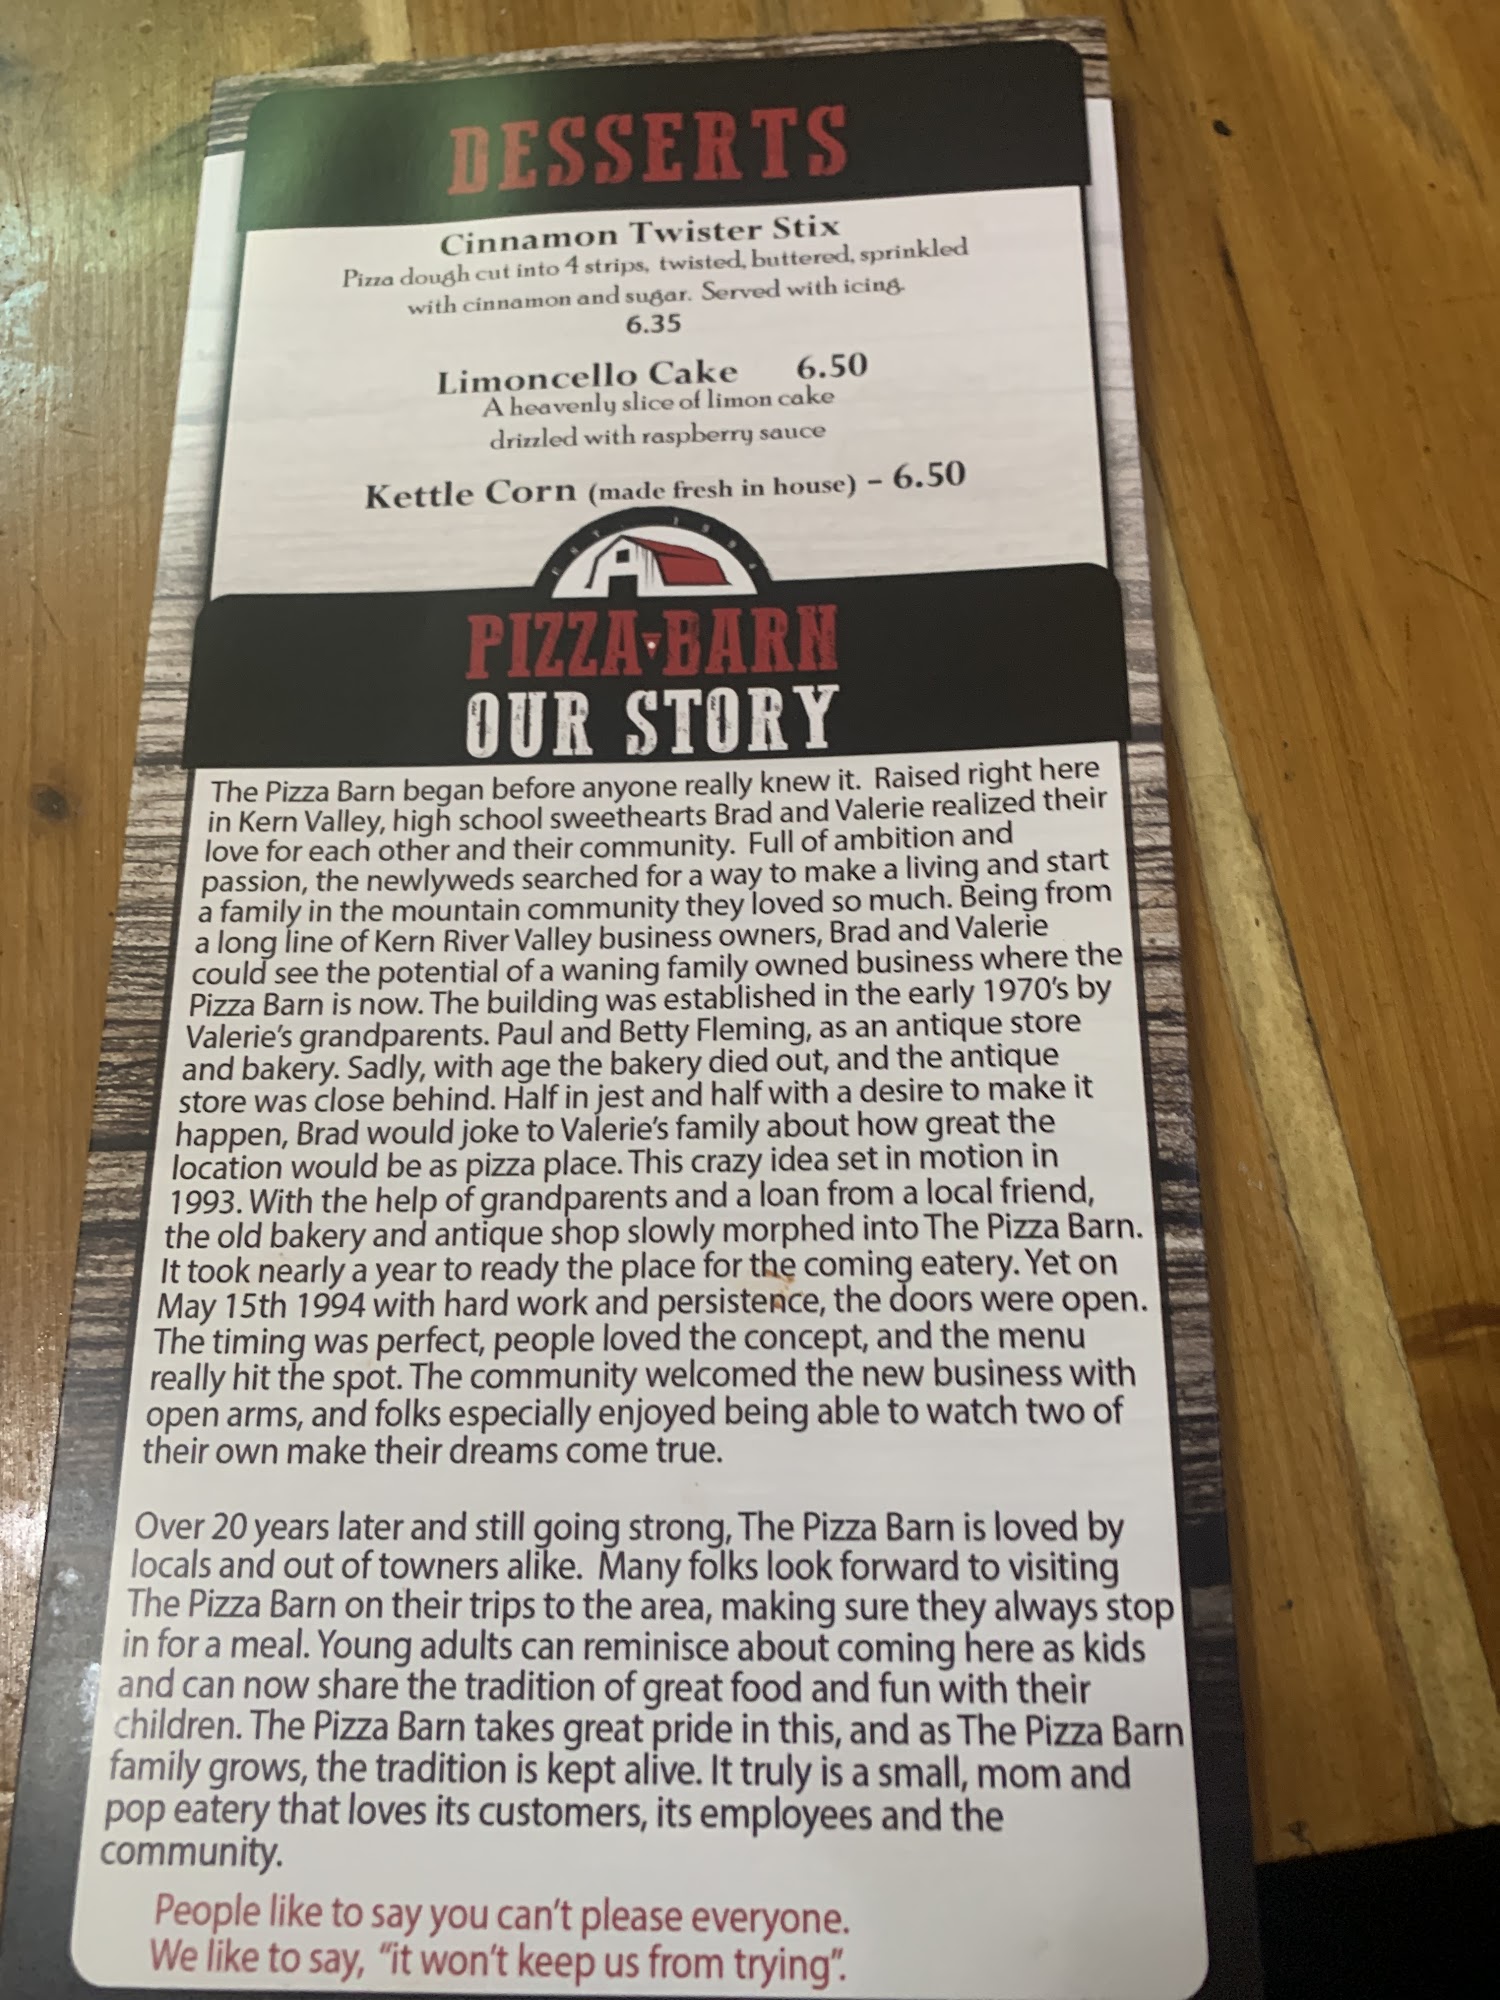 DESSERTS
Cinnamon Twister Stix
Pizza dough cut into 4 strips, twisted, buttered, sprinkled
with cinnamon and sugar. Served with icing.
6.35
Limoncello Cake 6.50
A heavenly slice of limon cake
drizzled with raspberry sauce
Kettle Corn (made fresh in house) – 6.50
EST. 1994
PIZZA BARN
OUR STORY
The Pizza Barn began before anyone really knew it. Raised right here
in Kern Valley, high school sweethearts Brad and Valerie realized their
love for each other and their community. Full of ambition and
passion, the newlyweds searched for a way to make a living and start
a family in the mountain community they loved so much. Being from
a long line of Kern River Valley business owners, Brad and Valerie
could see the potential of a waning family owned business where the
Pizza Barn is now. The building was established in the early 1970's by
Valerie's grandparents. Paul and Betty Fleming, as an antique store
and bakery. Sadly, with age the bakery died out, and the antique
store was close behind. Half in jest and half with a desire to make it
happen, Brad would joke to Valerie's family about how great the
location would be as pizza place. This crazy idea set in motion in
1993. With the help of grandparents and a loan from a local friend,
the old bakery and antique shop slowly morphed into The Pizza Barn.
It took nearly a year to ready the place for the coming eatery. Yet on
May 15th 1994 with hard work and persistence, the doors were open.
The timing was perfect, people loved the concept, and the menu
really hit the spot. The community welcomed the new business with
open arms, and folks especially enjoyed being able to watch two of
their own make their dreams come true.
Over 20 years later and still going strong, The Pizza Barn is loved by
locals and out of towners alike. Many folks look forward to visiting
The Pizza Barn on their trips to the area, making sure they always stop
in for a meal. Young adults can reminisce about coming here as kids
and can now share the tradition of great food and fun with their
children. The Pizza Barn takes great pride in this, and as The Pizza Barn
family grows, the tradition is kept alive. It truly is a small, mom and
pop eatery that loves its customers, its employees and the
community.
People like to say you can't please everyone.
We like to say, "it won't keep us from trying".